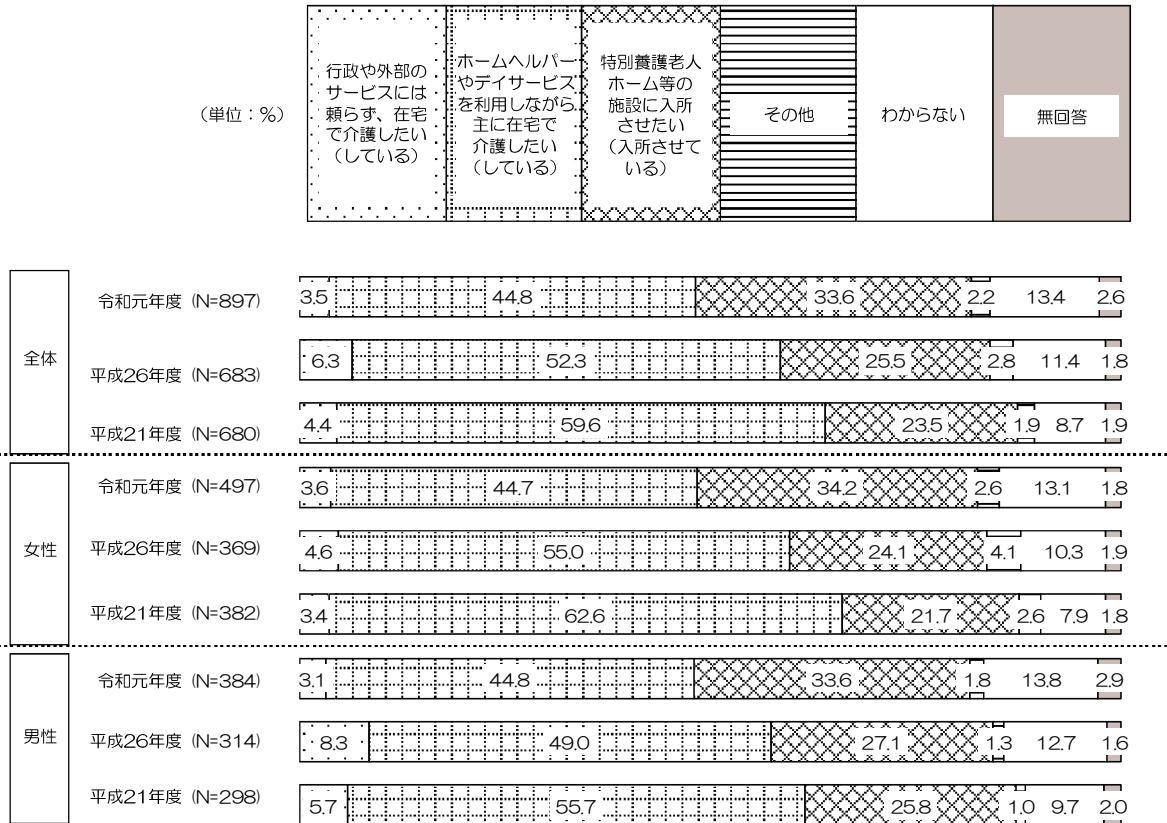 (単位：%)
行政や外部の
サービスには
頼らず、在宅
で介護したい
(している)
ホームヘルパー
やデイサービス
を利用しながら
主に在宅で
介護したい
(している)
特別養護老人
ホーム等の
施設に入所
させたい
(入所させて
いる)
その他
わからない
無回答
全体
令和元年度 (N=897) 3.5 44.8 33.6 2.2 13.4 2.6
平成26年度 (N=683) 6.3 52.3 25.5 2.8 11.4 1.8
平成21年度 (N=680) 4.4 59.6 23.5 1.9 8.7 1.9
女性
令和元年度 (N=497) 3.6 44.7 34.2 2.6 13.1 1.8
平成26年度 (N=369) 4.6 55.0 24.1 4.1 10.3 1.9
平成21年度 (N=382) 3.4 62.6 21.7 2.6 7.9 1.8
男性
令和元年度 (N=384) 3.1 44.8 33.6 1.8 13.8 2.9
平成26年度 (N=314) 8.3 49.0 27.1 1.3 12.7 1.6
平成21年度 (N=298) 5.7 55.7 25.8 1.0 9.7 2.0